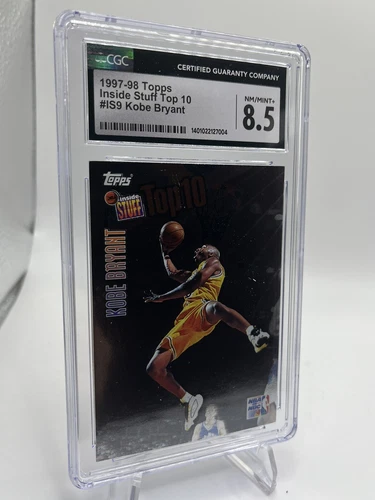 CGC
CERTIFIED GUARANTY COMPANY
1997-98 Topps
Inside Stuff Top 10
#IS9 Kobe Bryant
NM/MINT+
8.5
1401022127004
Topps
inside
STUFF
Top10
KOBE BRYANT